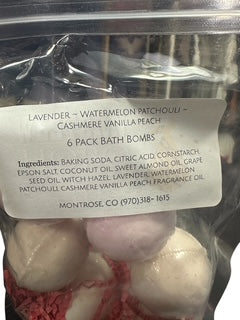 LAVENDER ~ WATERMELON PATCHOULI ~
CASHMERE VANILLA PEACH
6 PACK BATH BOMBS
Ingredients: BAKING SODA, CITRIC ACID, CORNSTARCH,
EPSON SALT, COCONUT OIL, SWEET ALMOND OIL, GRAPE
SEED OIL, WITCH HAZEL, LAVENDER, WATERMELON
PATCHOULI, CASHMERE VANILLA PEACH FRAGRANCE OIL
MONTROSE, CO (970)318- 1615